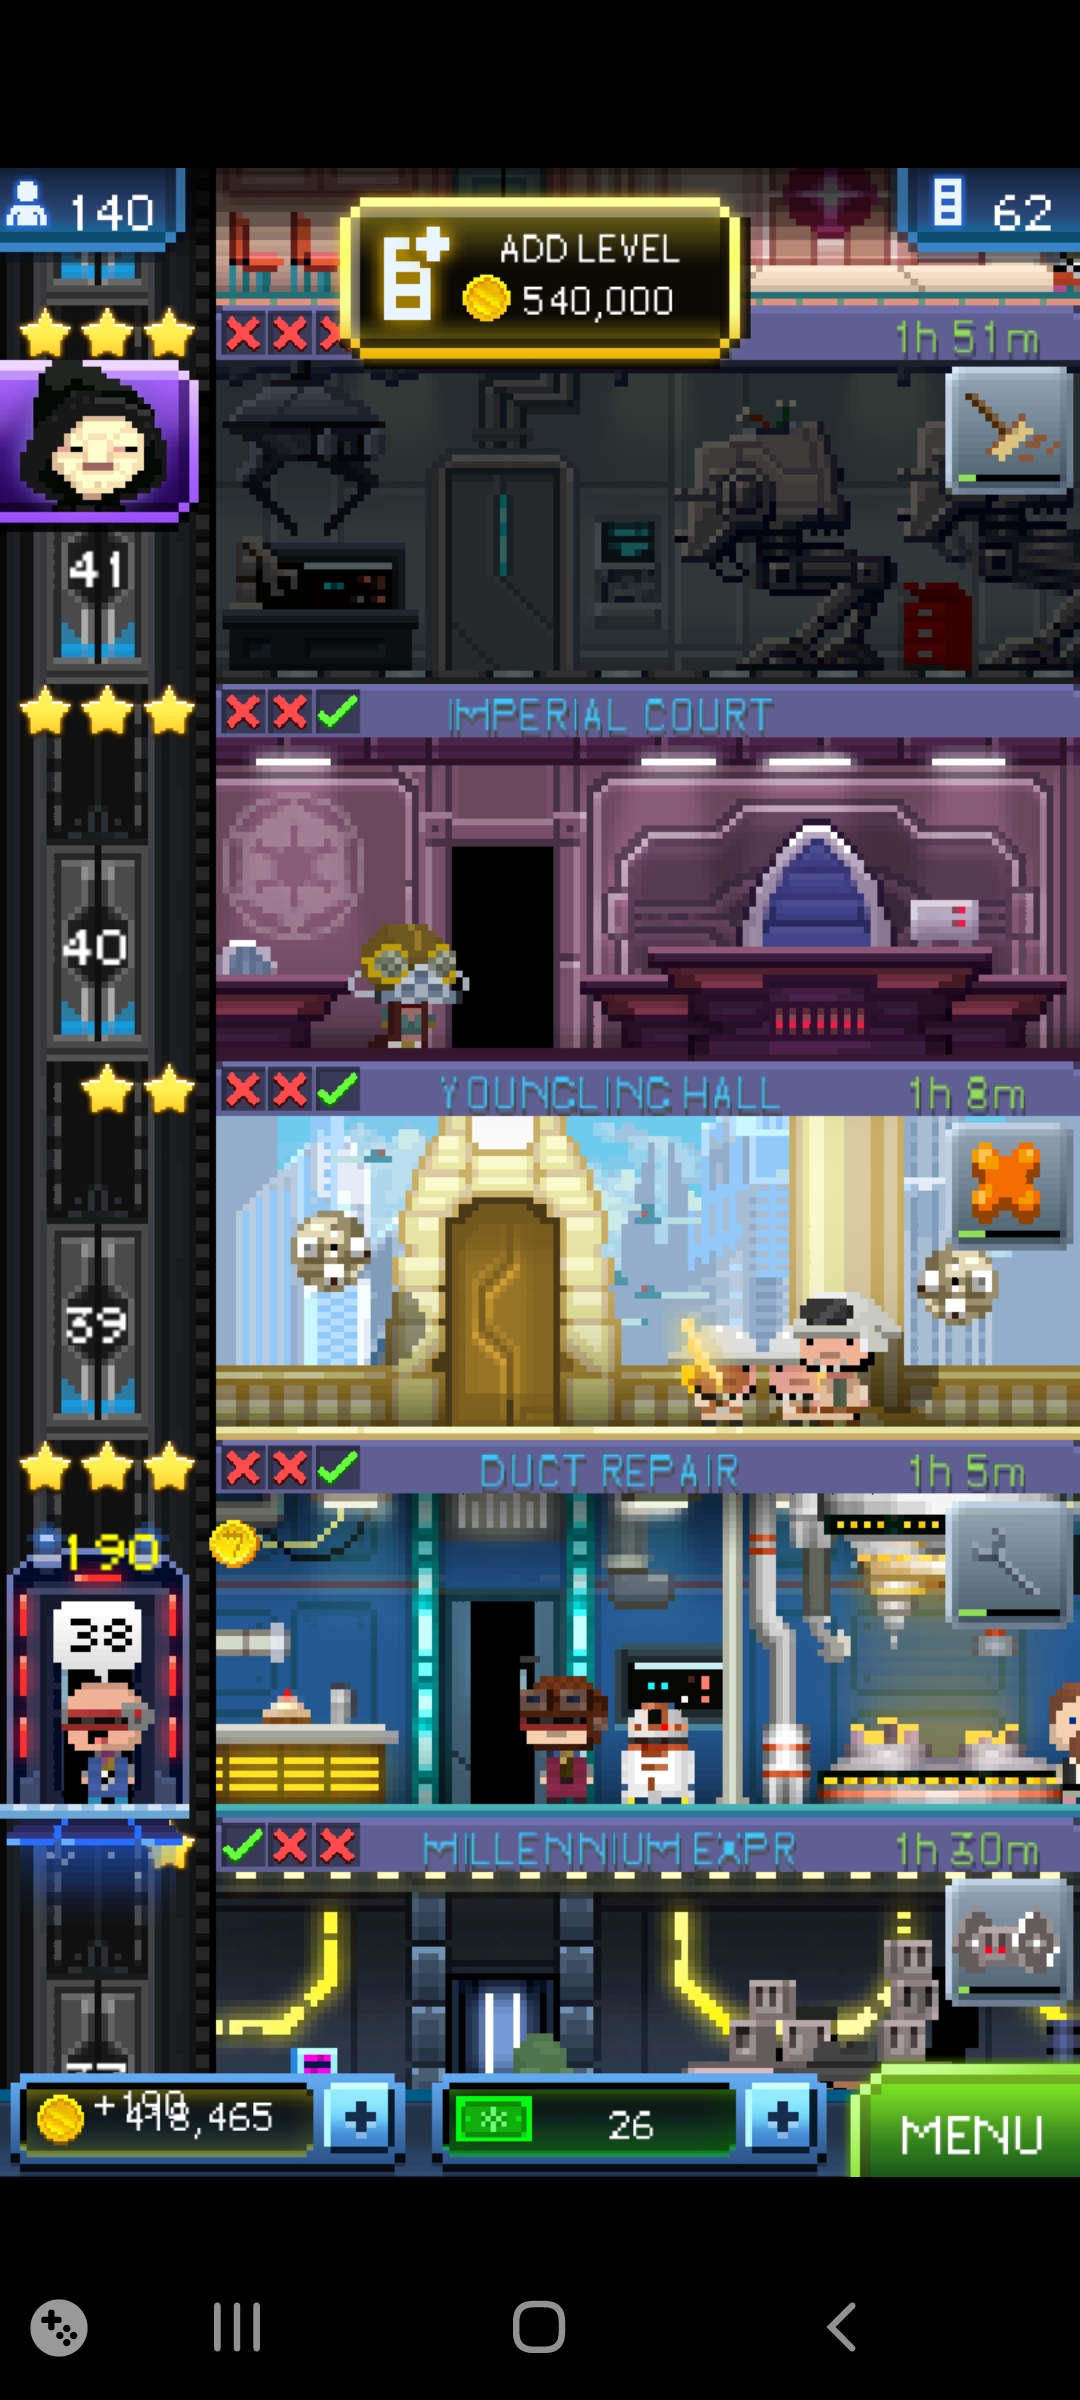 140
ADD LEVEL
540,000
62
1h 51m
41
IMPERIAL COURT
40
YOUNGLING HALL
1h 8m
39
DUCT REPAIR
1h 5m
190
38
MILLENNIUM EXPR
1h 30m
+190
418,465
26
MENU